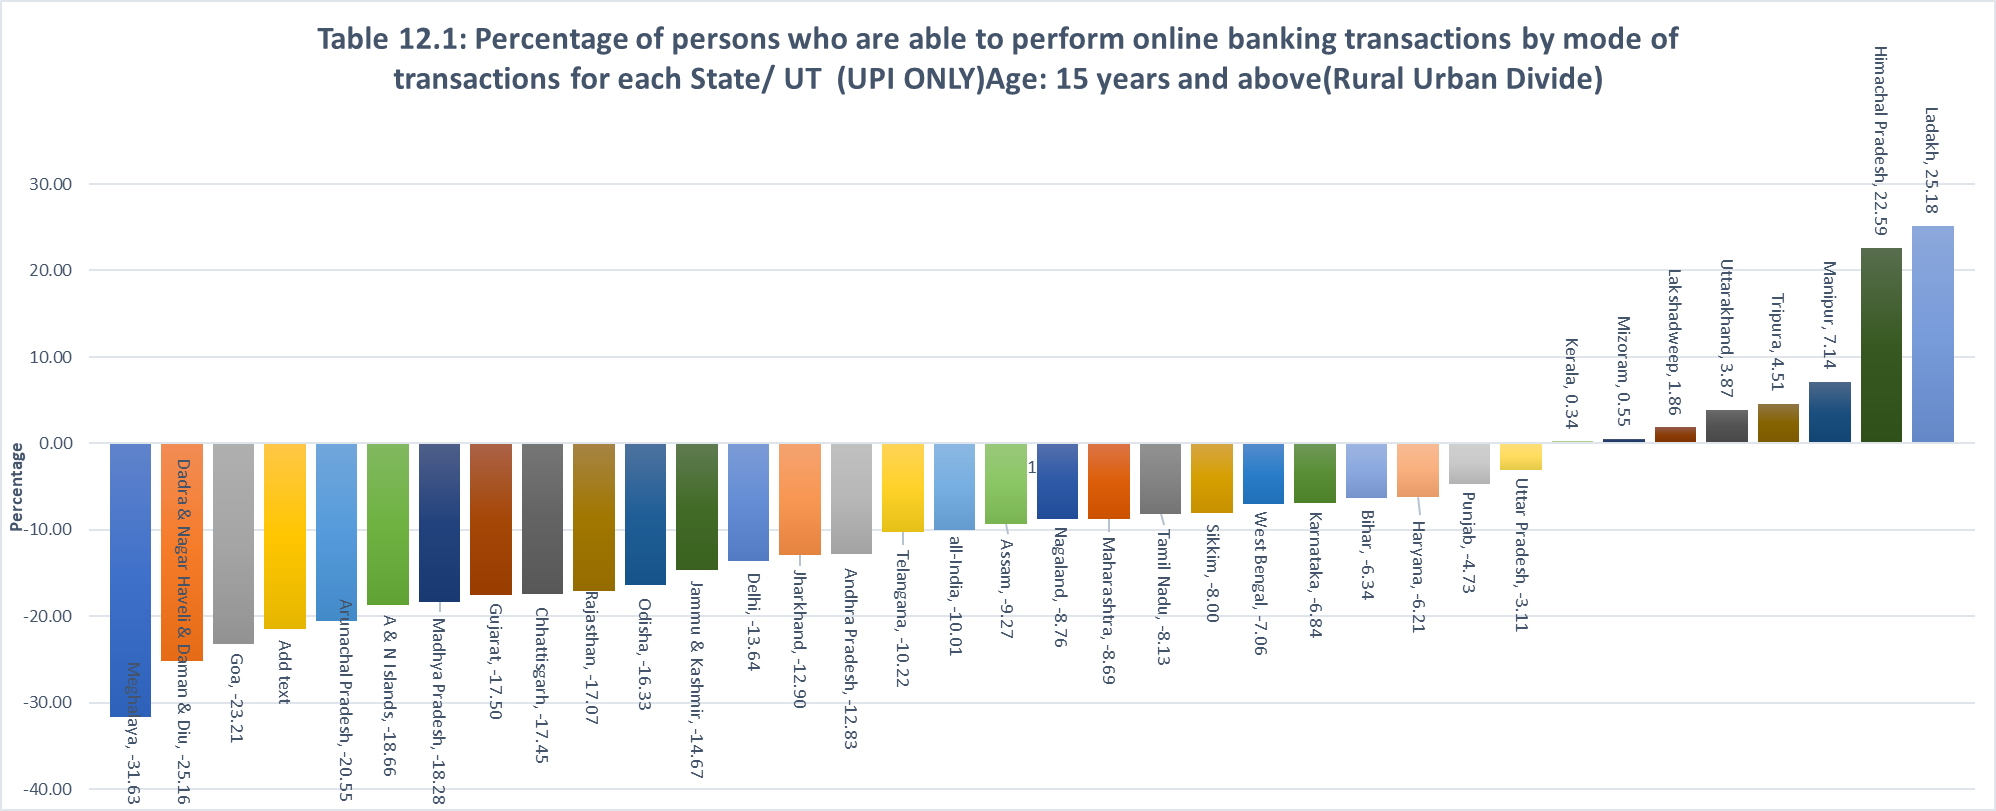 Table 12.1: Percentage of persons who are able to perform online banking transactions by mode of
transactions for each State/ UT  (UPI ONLY)Age: 15 years and above(Rural Urban Divide)
Percentage
30.00
20.00
10.00
0.00
-10.00
-20.00
-30.00
-40.00
Meghalaya, -31.63
Dadra & Nagar Haveli & Daman & Diu, -25.16
Goa, -23.21
Add text
Arunachal Pradesh, -20.55
A & N Islands, -18.66
Madhya Pradesh, -18.28
Gujarat, -17.50
Chhattisgarh, -17.45
Rajasthan, -17.07
Odisha, -16.33
Jammu & Kashmir, -14.67
Delhi, -13.64
Jharkhand, -12.90
Andhra Pradesh, -12.83
Telangana, -10.22
all-India, -10.01
Assam, -9.27
1
Nagaland, -8.76
Maharashtra, -8.69
Tamil Nadu, -8.13
Sikkim, -8.00
West Bengal, -7.06
Karnataka, -6.84
Bihar, -6.34
Haryana, -6.21
Punjab, -4.73
Uttar Pradesh, -3.11
Kerala, 0.34
Mizoram, 0.55
Lakshadweep, 1.86
Uttarakhand, 3.87
Tripura, 4.51
Manipur, 7.14
Himachal Pradesh, 22.59
Ladakh, 25.18